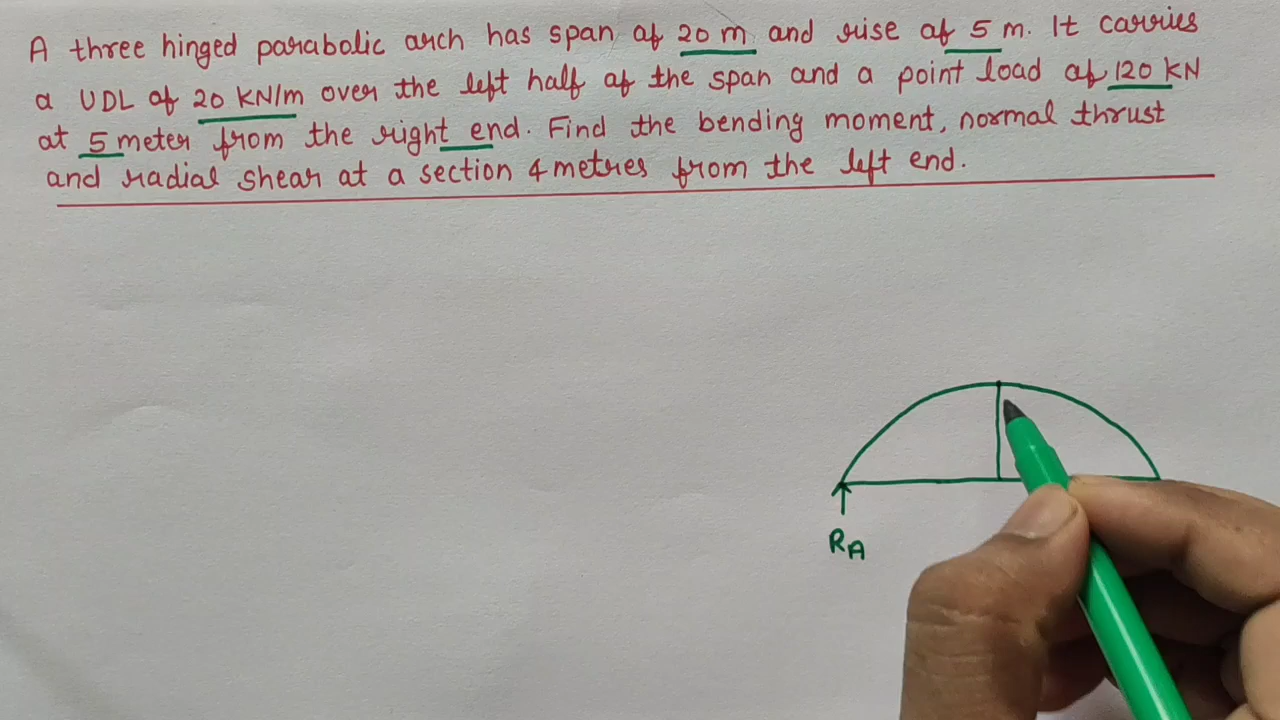 A three hinged parabolic arch has span of 20 m and rise of 5 m. It carries
a UDL of 20 KN/m over the left half of the span and a point load of 120 KN
at 5 meter from the right end. Find the bending moment, normal thrust
and radial shear at a section 4 metres from the left end.
RA